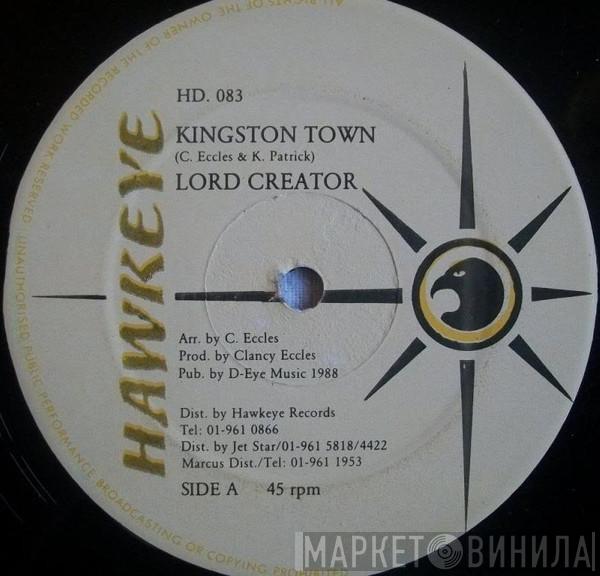 ALL RIGHTS OF THE OWNER OF THE RECORDED WORK RESERVED. UNAUTHORISED PUBLIC PERFORMANCE BROADCASTING OR COPYING PROHIBITED
HAWKEYE
HD. 083
KINGSTON TOWN
(C. Eccles & K. Patrick)
LORD CREATOR
Arr. by C. Eccles
Prod. by Clancy Eccles
Pub. by D-Eye Music 1988
Dist. by Hawkeye Records
Tel: 01-961 0866
Dist. by Jet Star/01-961 5818/4422
Marcus Dist./Tel: 01-961 1953
SIDE A 45 rpm
МАРКЕТ ВИНИЛА